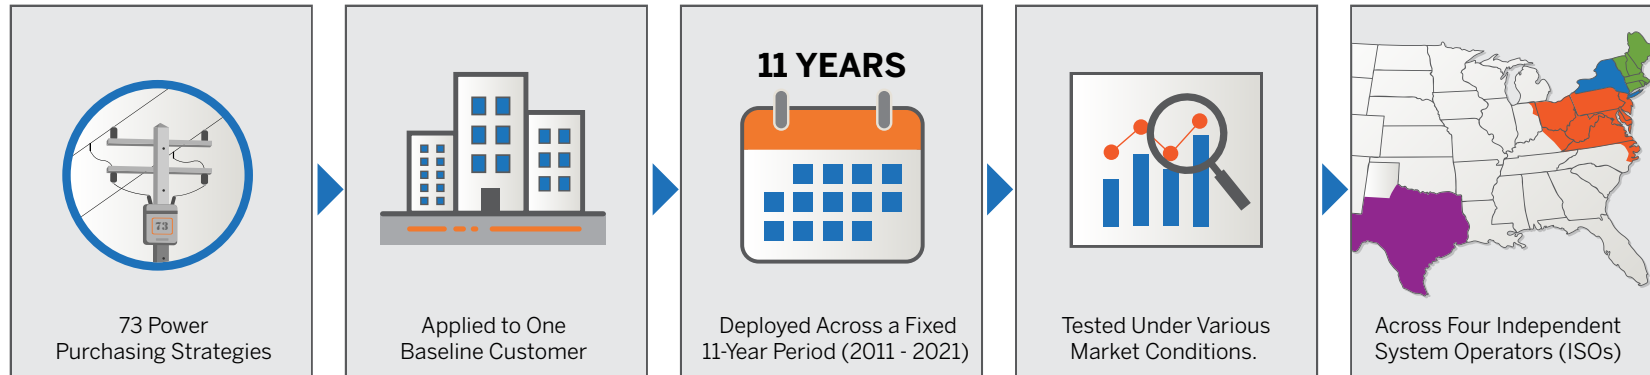 73
73 Power
Purchasing Strategies
Applied to One
Baseline Customer
11 YEARS
Deployed Across a Fixed
11-Year Period (2011 - 2021)
Tested Under Various
Market Conditions.
Across Four Independent
System Operators (ISOs)